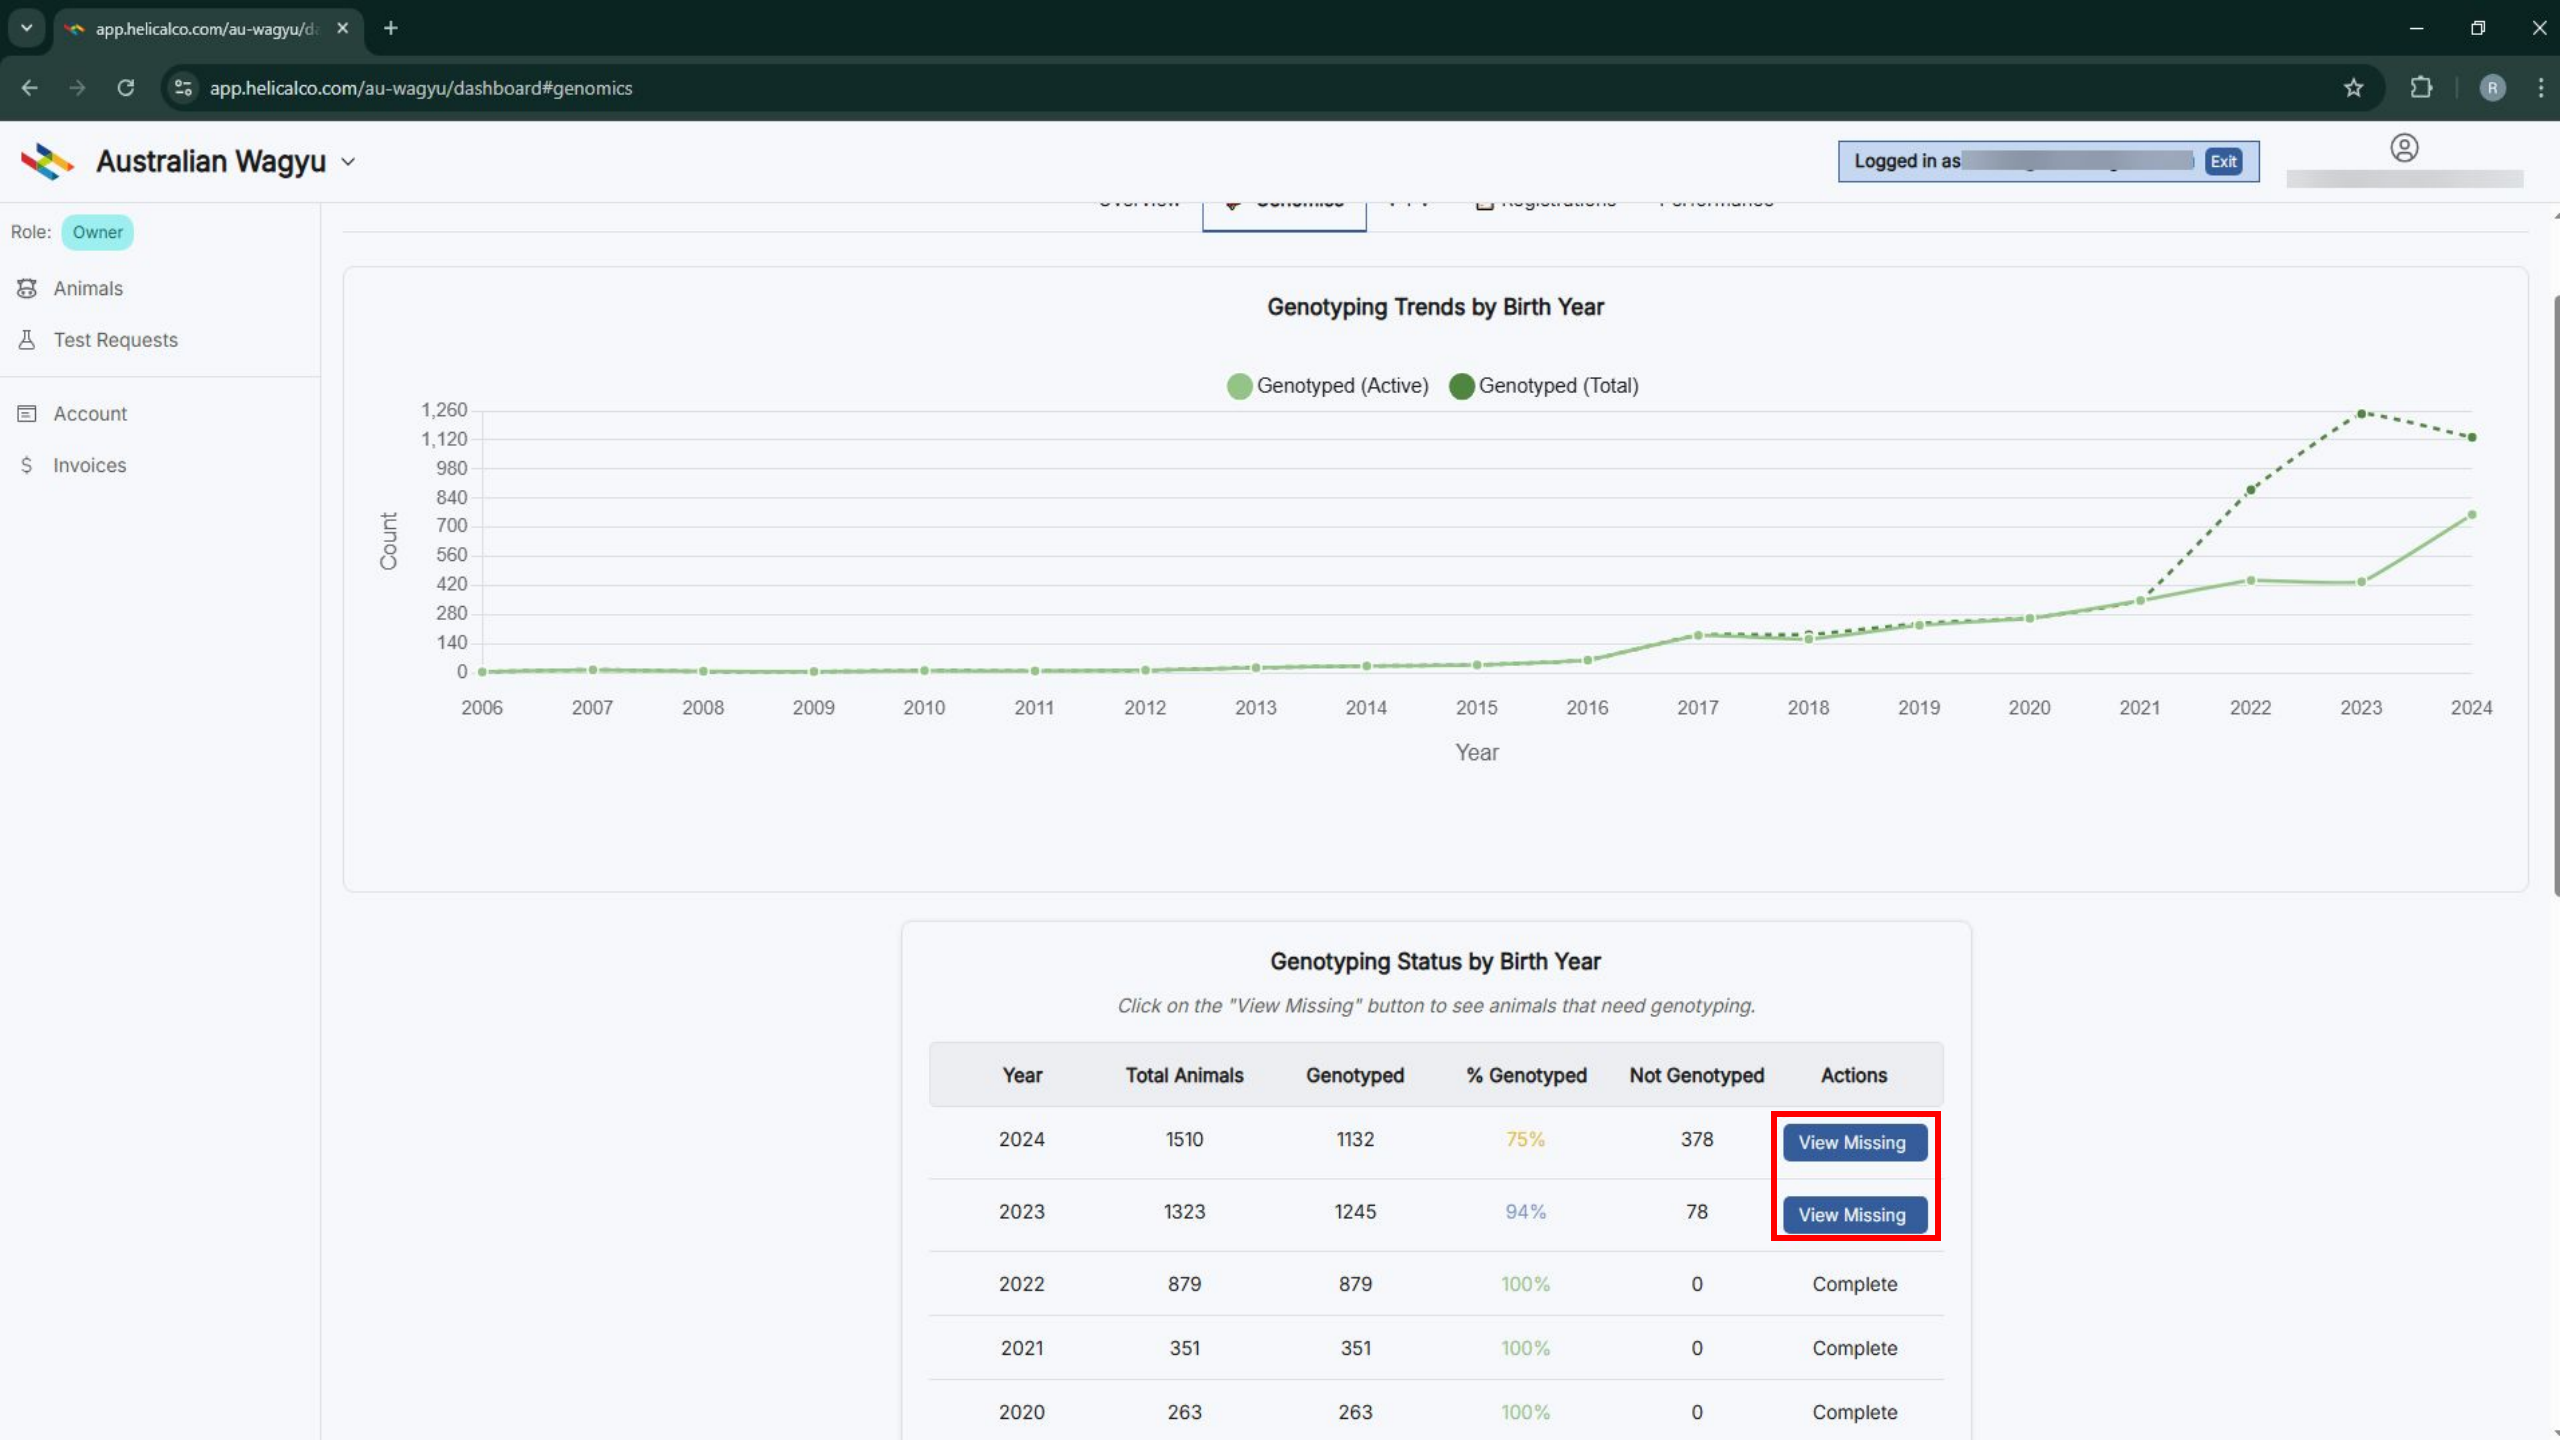 app.helicalco.com/au-wagyu/da
app.helicalco.com/au-wagyu/dashboard#genomics
R
Australian Wagyu
Logged in as
Exit
Role: Owner
Overview Genomics Registrations Performance
Animals
Test Requests
Account
$ Invoices
Genotyping Trends by Birth Year
Genotyped (Active) Genotyped (Total)
1,260
1,120
980
840
700
560
420
280
140
0
Count
2006 2007 2008 2009 2010 2011 2012 2013 2014 2015 2016 2017 2018 2019 2020 2021 2022 2023 2024
Year
Genotyping Status by Birth Year
Click on the "View Missing" button to see animals that need genotyping.
Year Total Animals Genotyped % Genotyped Not Genotyped Actions
2024 1510 1132 75% 378 View Missing
2023 1323 1245 94% 78 View Missing
2022 879 879 100% 0 Complete
2021 351 351 100% 0 Complete
2020 263 263 100% 0 Complete